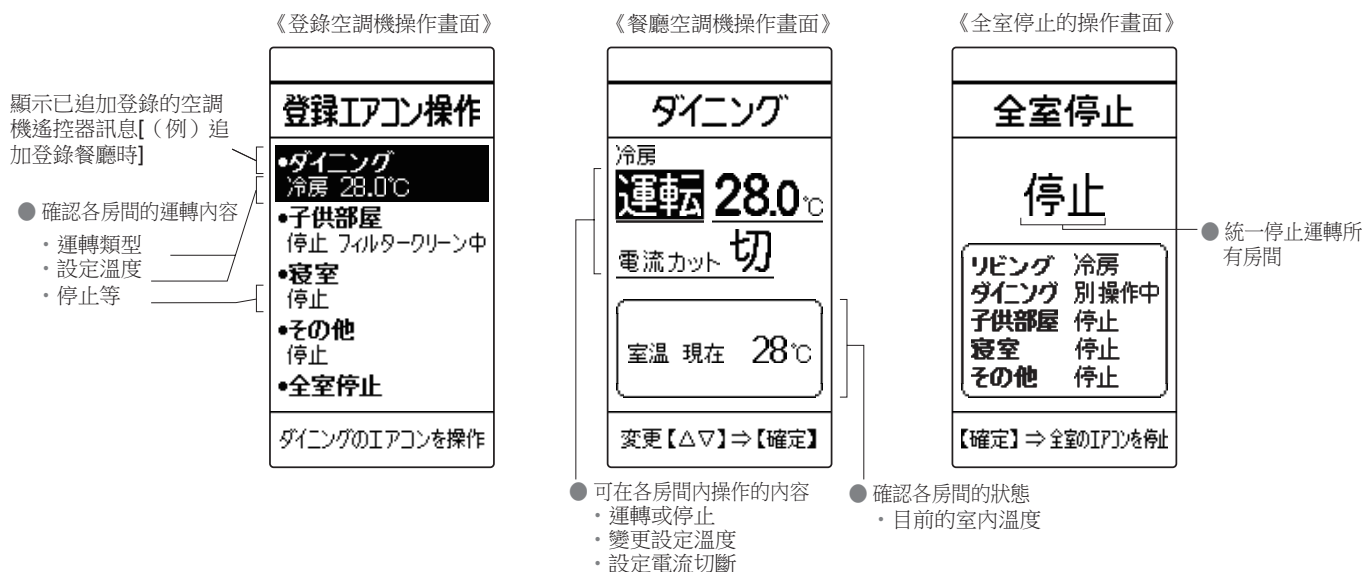 《登錄空調機操作畫面》
顯示已追加登錄的空調
機遙控器訊息[（例）追
加登錄餐廳時]
● 確認各房間的運轉內容
・運轉類型
・設定溫度
・停止等
登録エアコン操作
•ダイニング
冷房 28.0℃
•子供部屋
停止 フィルタークリーン中
•寝室
停止
•その他
停止
•全室停止
ダイニングのエアコンを操作
《餐廳空調機操作畫面》
ダイニング
冷房
運転 28.0℃
電流カット 切
室温 現在 28℃
変更【△▽】⇒【確定】
● 可在各房間內操作的內容
・運轉或停止
・變更設定溫度
・設定電流切斷
● 確認各房間的狀態
・目前的室內溫度
《全室停止的操作畫面》
全室停止
停止
リビング 冷房
ダイニング 別操作中
子供部屋 停止
寝室 停止
その他 停止
【確定】⇒ 全室のエアコンを停止
● 統一停止運轉所
有房間